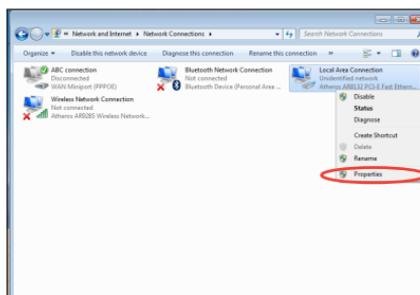 Network and Internet Network Connections
Search Network Connections
Organize Disable this network device Diagnose this connection Rename this connection »
ABC connection
Disconnected
WAN Miniport (PPPOE)
Bluetooth Network Connection
Not connected
Bluetooth Device (Personal Area ...
Local Area Connection
Unidentified network
Atheros AR8132 PCI-E Fast Ethern...
Wireless Network Connection
Not connected
Atheros AR9285 Wireless Network...
Disable
Status
Diagnose
Create Shortcut
Delete
Rename
Properties